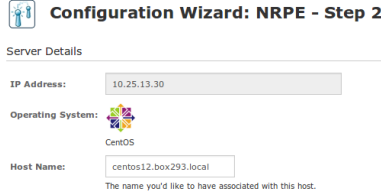 Configuration Wizard: NRPE - Step 2
Server Details
IP Address: 10.25.13.30
Operating System:
CentOS
Host Name: centos12.box293.local
The name you'd like to have associated with this host.